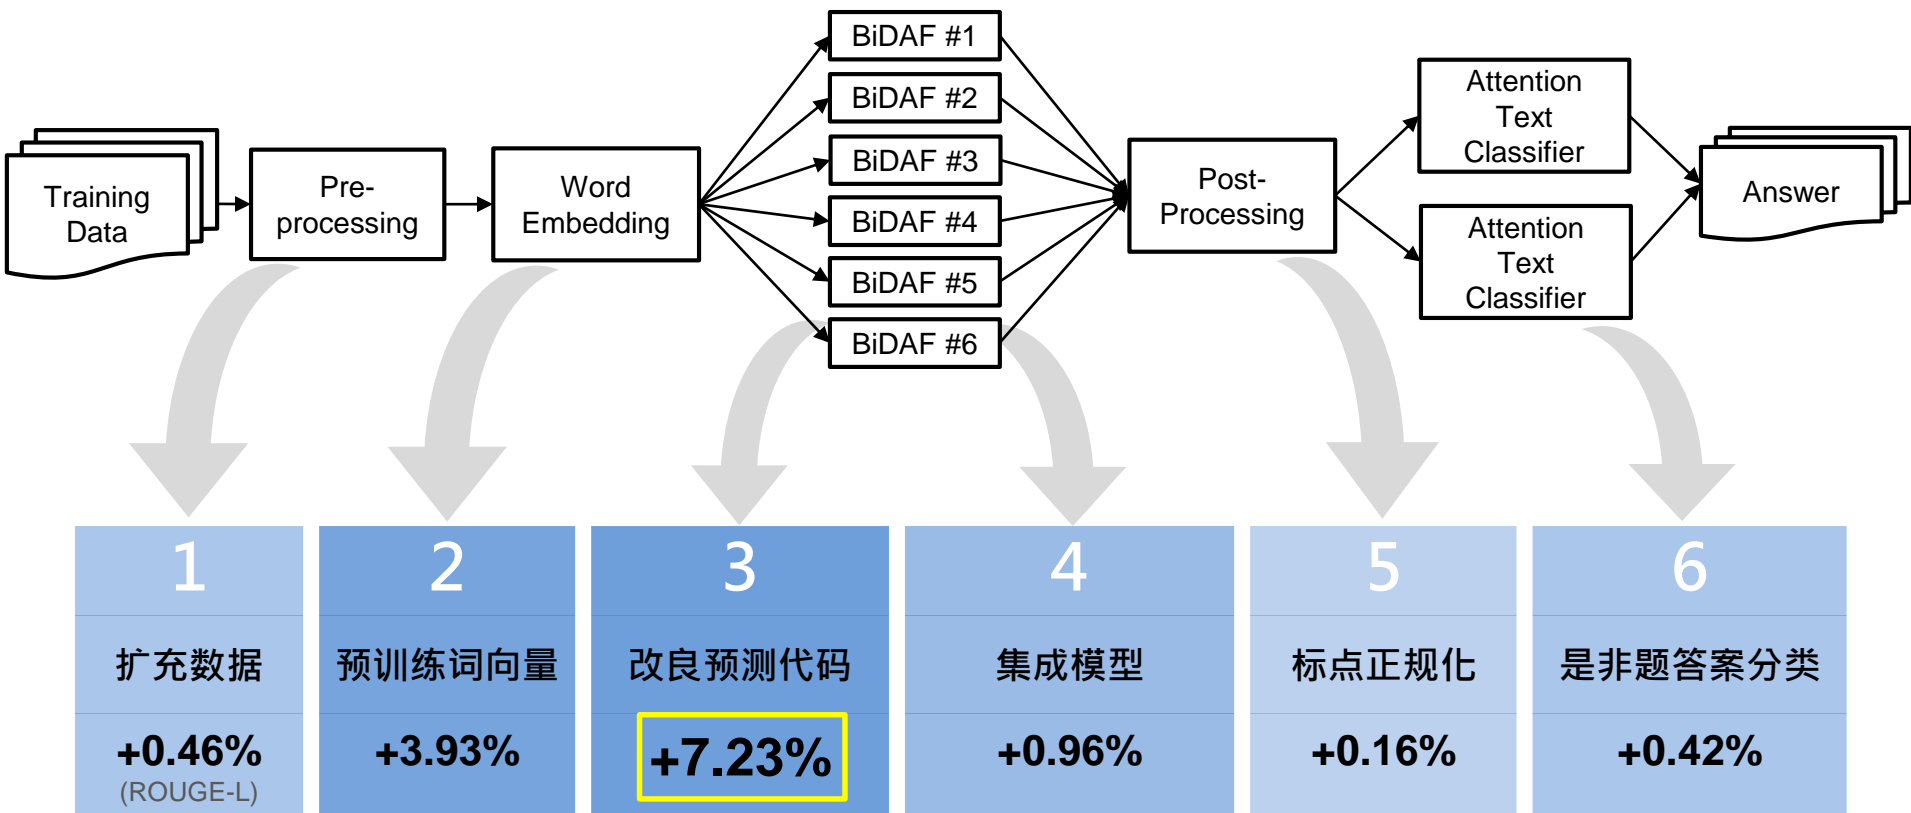 Training
Data
Pre-
processing
Word
Embedding
BiDAF #1
BiDAF #2
BiDAF #3
BiDAF #4
BiDAF #5
BiDAF #6
Post-
Processing
Attention
Text
Classifier
Attention
Text
Classifier
Answer
1
扩充数据
+0.46%
(ROUGE-L)
2
预训练词向量
+3.93%
3
改良预测代码
+7.23%
4
集成模型
+0.96%
5
标点正规化
+0.16%
6
是非题答案分类
+0.42%